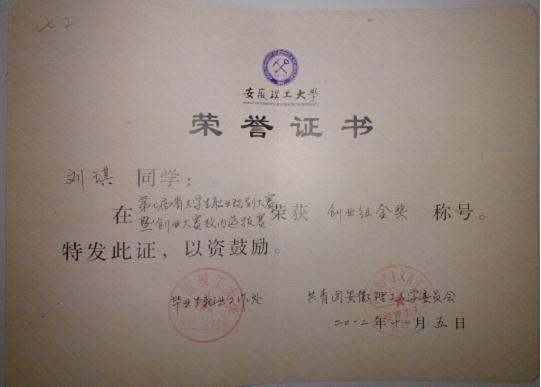 安徽理工大学
荣誉证书
刘琪 同学：
第七届省大学生职业规划大赛
在 荣获 创业组金奖 称号。
暨创业大赛校内选拔赛
特发此证，以资鼓励。
毕业生就业工作处 共青团安徽理工大学委员会
二〇一二年十一月五日